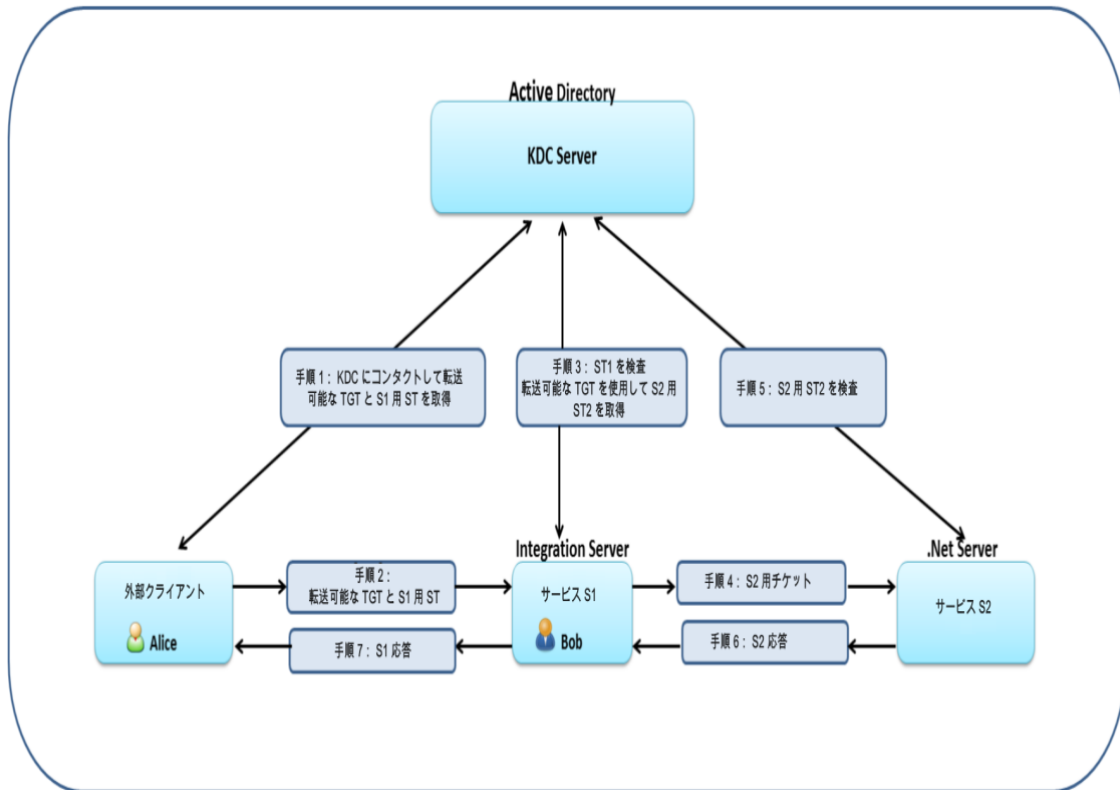 Active Directory
KDC Server
手順 1： KDC にコンタクトして転送
可能な TGT と S1 用 ST を取得
手順 3： ST1 を検査
転送可能な TGT を使用して S2 用
ST2 を取得
手順 5： S2 用 ST2 を検査
外部クライアント
Alice
手順 2：
転送可能な TGT と S1 用 ST
手順 7： S1 応答
Integration Server
サービス S1
Bob
手順 4： S2 用チケット
手順 6： S2 応答
.Net Server
サービス S2